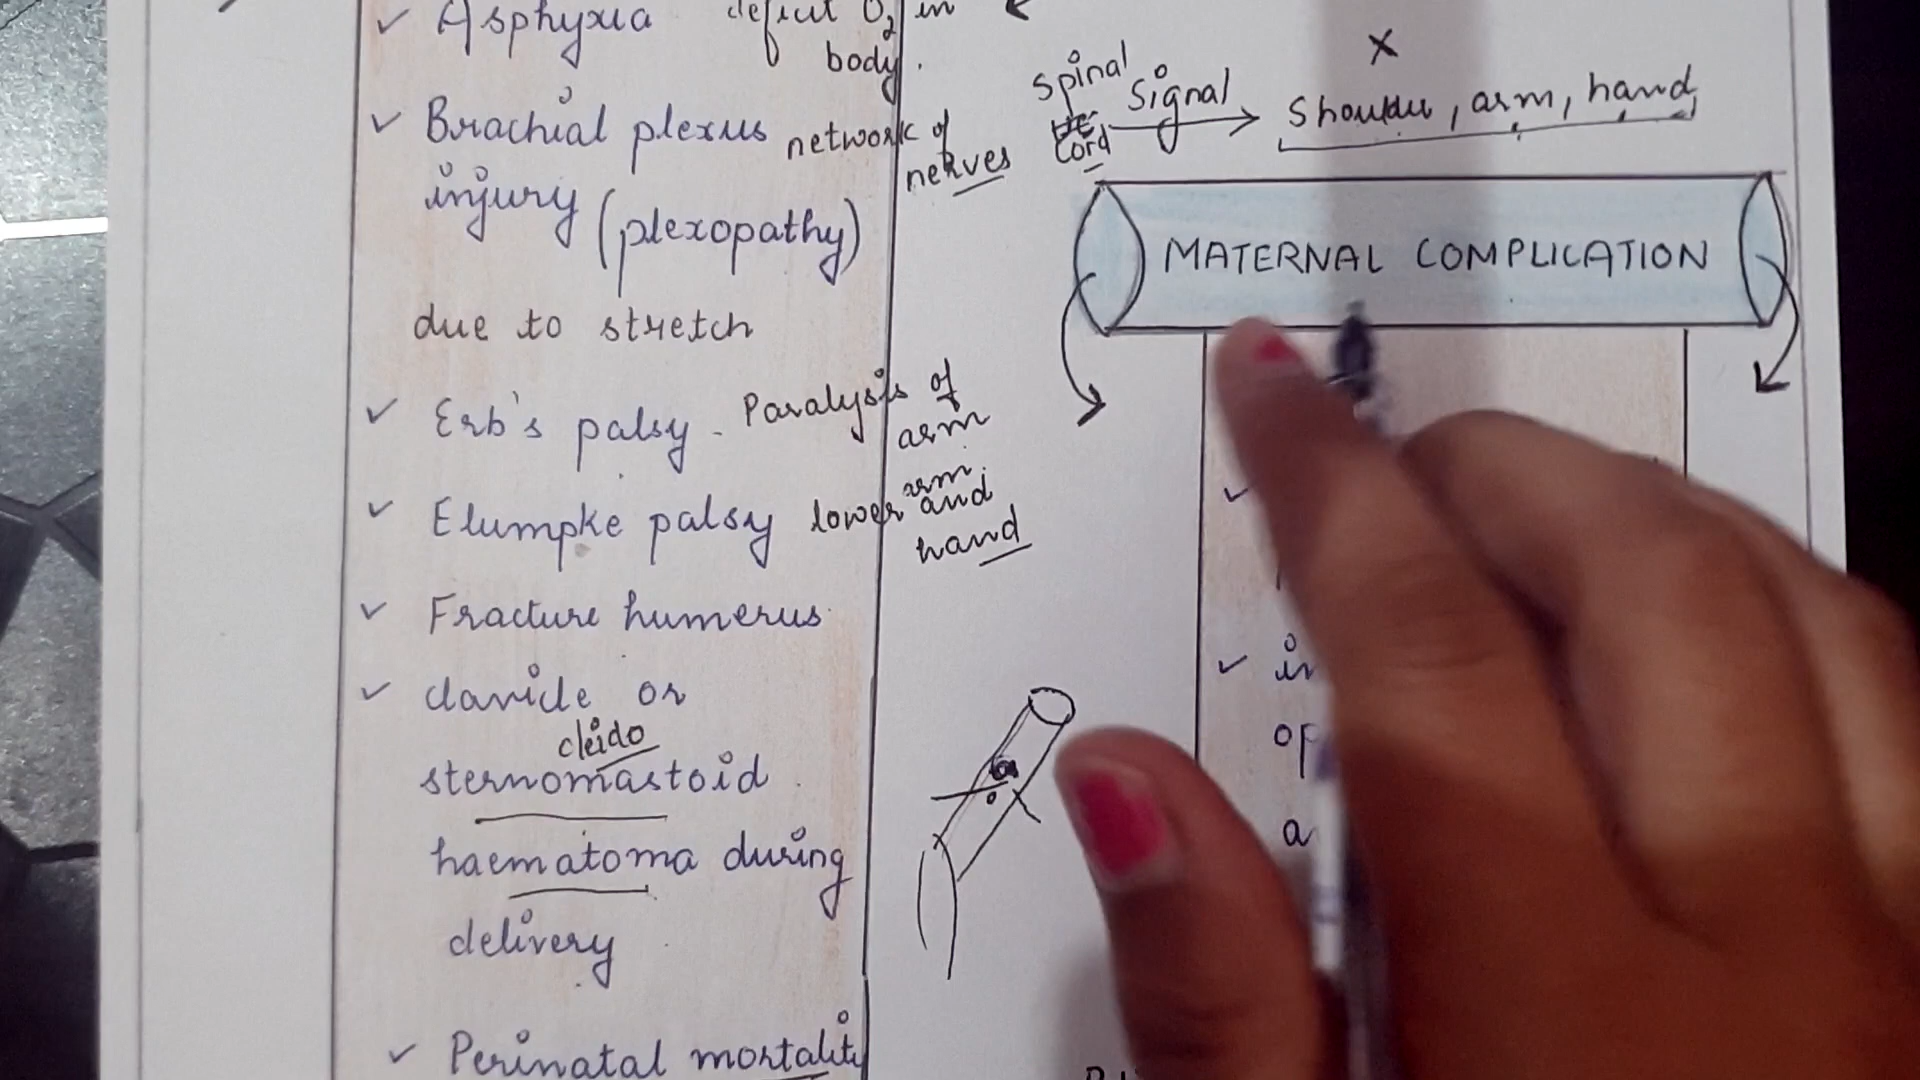 ✓ Asphyxia deficit O₂ in
body.
✓ Brachial plexus network of
nerves
injury (plexopathy)
due to stretch
✓ Erb's palsy - Paralysis of
arm
✓ Elumpke palsy lower arm and
hand
✓ Fracture humerus
✓ clavicle or
cleido
sternomastoid
haematoma during
delivery
✓ Perinatal mortality
X
Spinal
Cord
Signal
Shoulder, arm, hand
MATERNAL COMPLICATION